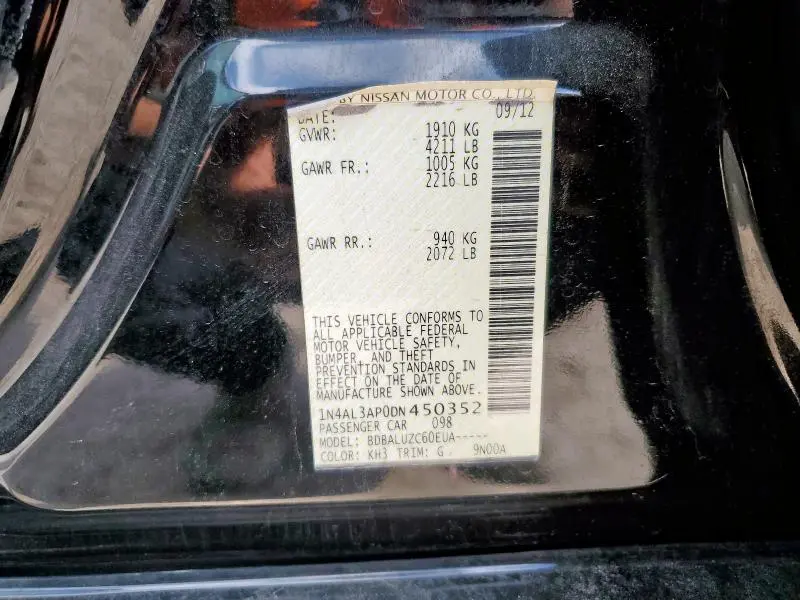 BY NISSAN MOTOR CO., LTD.
DATE: 09/12
GVWR: 1910 KG
4211 LB
GAWR FR.: 1005 KG
2216 LB
GAWR RR.: 940 KG
2072 LB
THIS VEHICLE CONFORMS TO
ALL APPLICABLE FEDERAL
MOTOR VEHICLE SAFETY,
BUMPER, AND THEFT
PREVENTION STANDARDS IN
EFFECT ON THE DATE OF
MANUFACTURE SHOWN ABOVE.
1N4AL3AP0DN450352
PASSENGER CAR 098
MODEL: BDBALUZC60EUA-----
COLOR: KH3 TRIM: G 9N00A